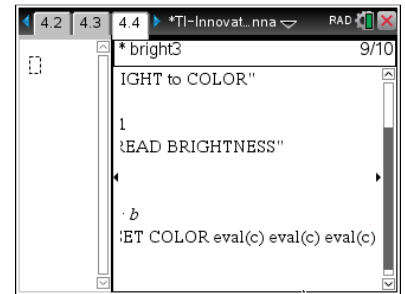 4.2 4.3 4.4 *TI-Innovat…nna RAD
* bright3 9/10
IGHT to COLOR"
1
READ BRIGHTNESS"
· b
SET COLOR eval(c) eval(c) eval(c)